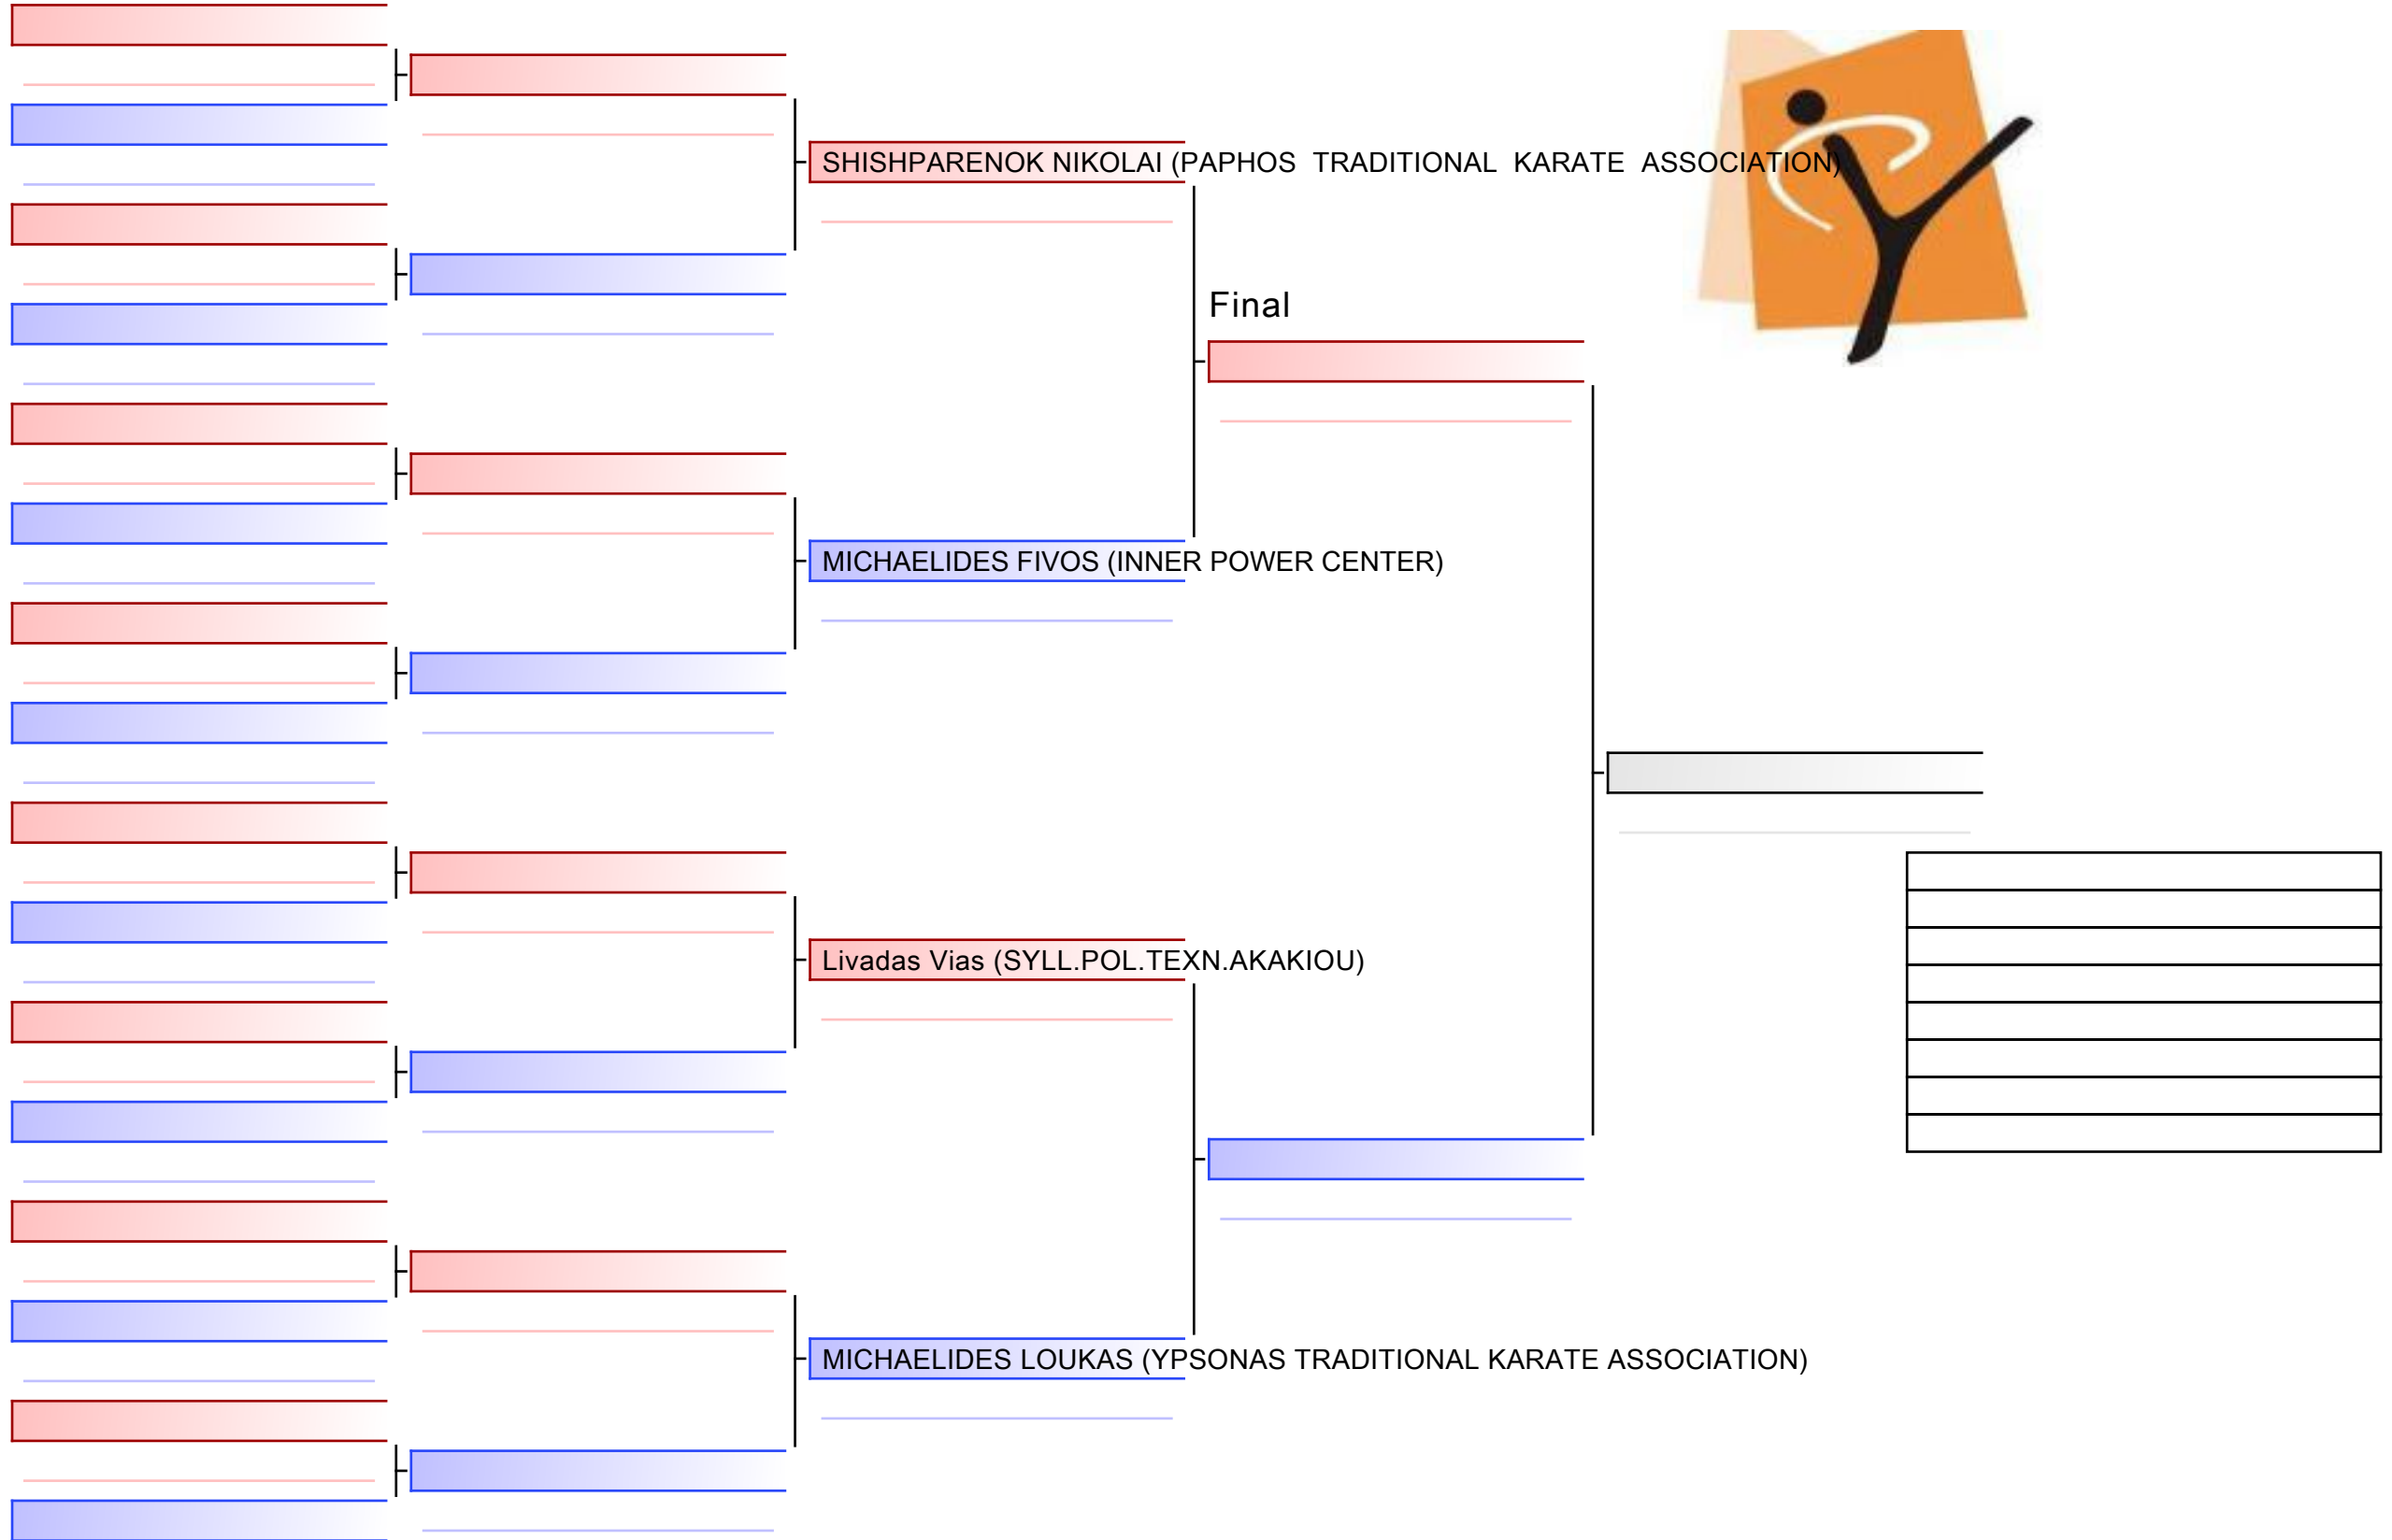 SHISHPARENOK NIKOLAI (PAPHOS TRADITIONAL KARATE ASSOCIATION)
Final
MICHAELIDES FIVOS (INNER POWER CENTER)
Livadas Vias (SYLL.POL.TEXN.AKAKIOU)
MICHAELIDES LOUKAS (YPSONAS TRADITIONAL KARATE ASSOCIATION)